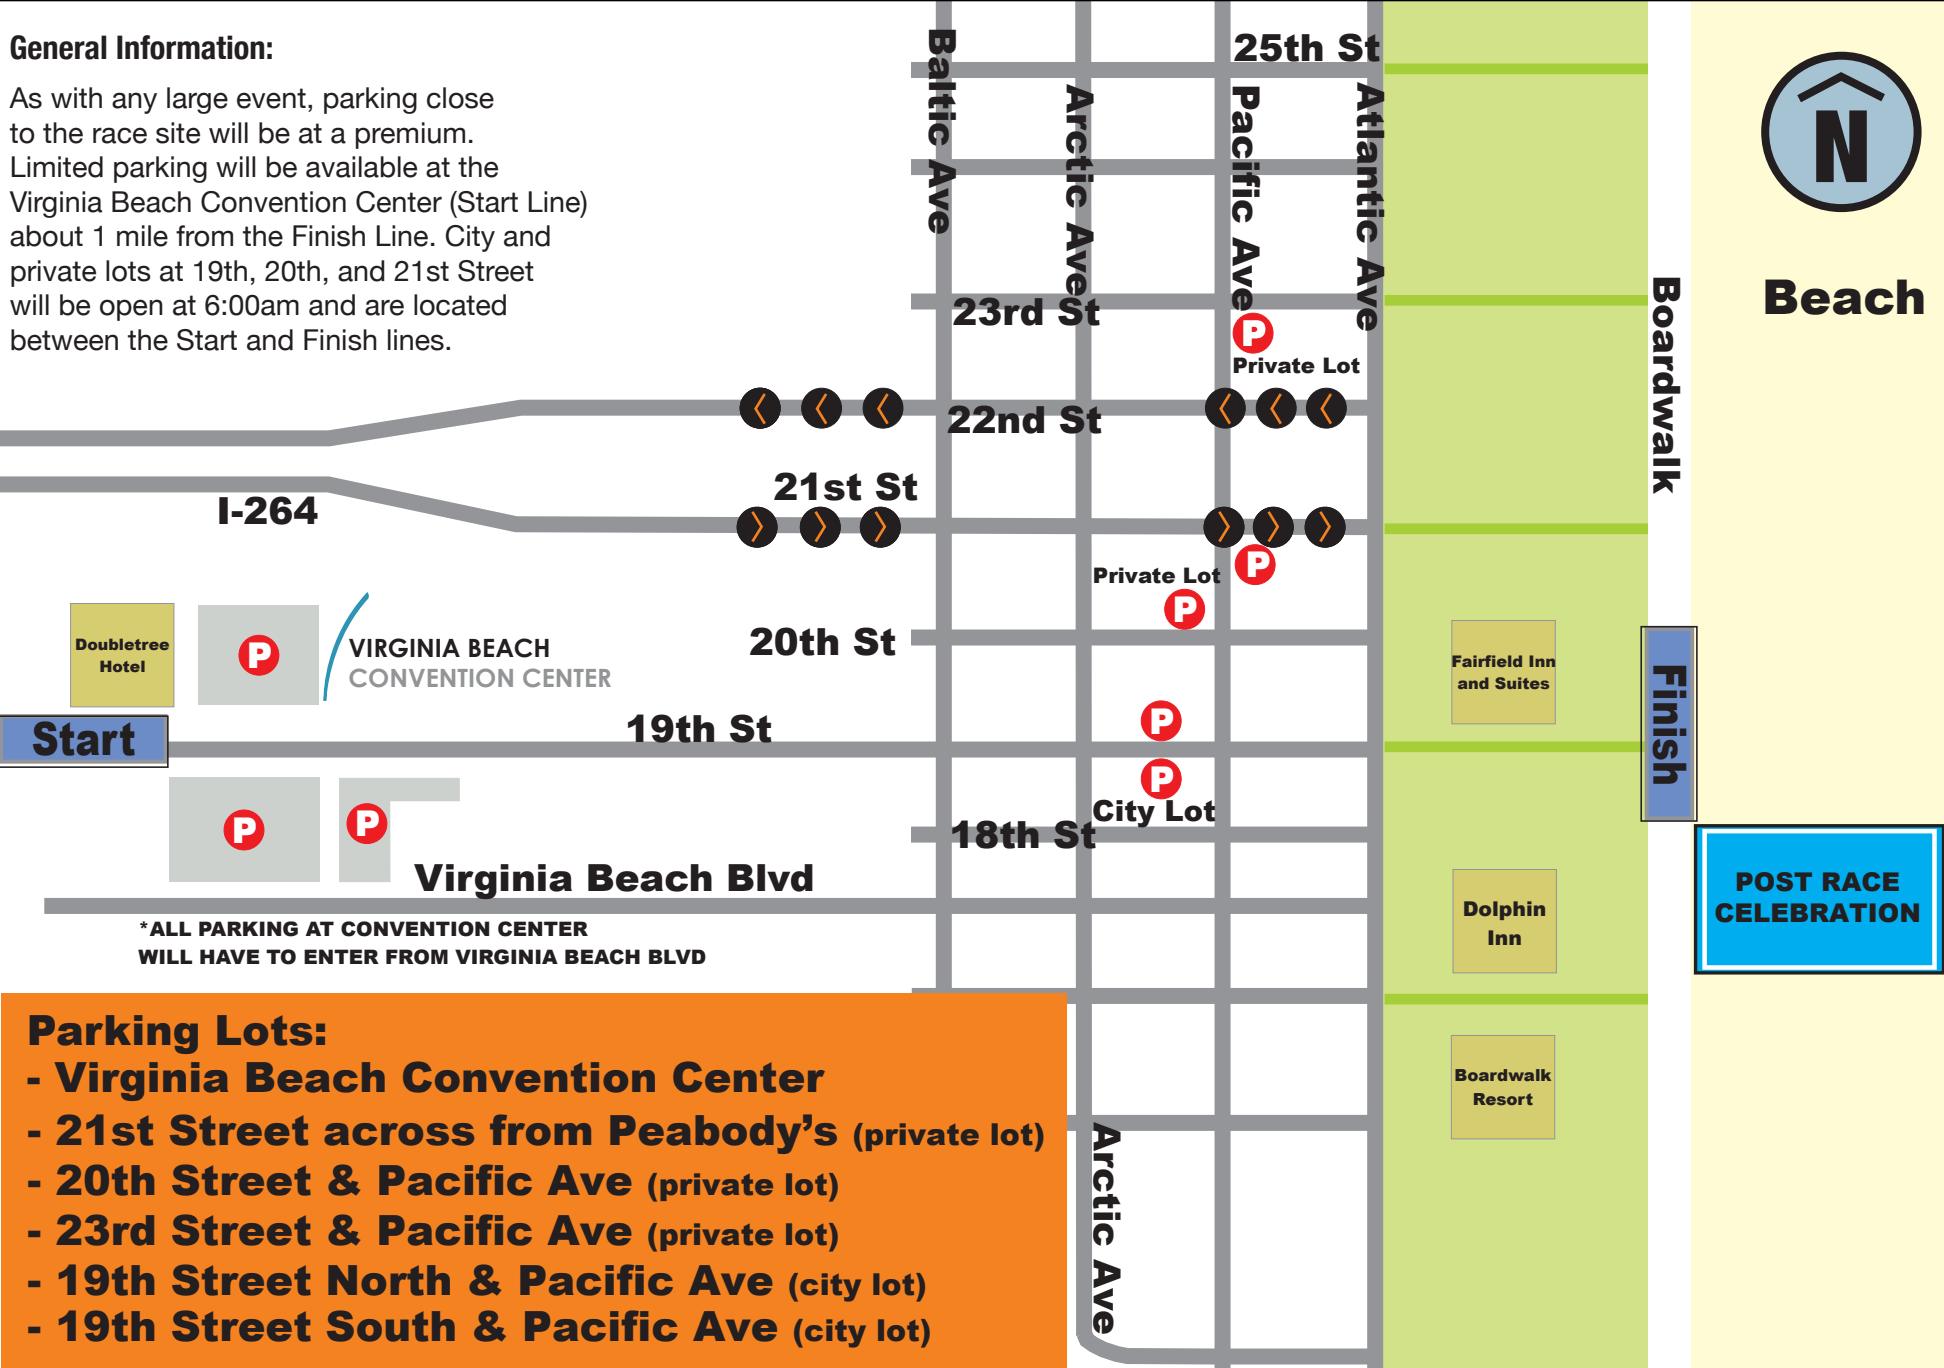 General Information:
As with any large event, parking close
to the race site will be at a premium.
Limited parking will be available at the
Virginia Beach Convention Center (Start Line)
about 1 mile from the Finish Line. City and
private lots at 19th, 20th, and 21st Street
will be open at 6:00am and are located
between the Start and Finish lines.
25th St
Baltic Ave
Arctic Ave
Pacific Ave
Atlantic Ave
N
Beach
Boardwalk
23rd St
P
Private Lot
22nd St
21st St
I-264
Private Lot
P
P
20th St
Doubletree
Hotel
P
VIRGINIA BEACH
CONVENTION CENTER
Fairfield Inn
and Suites
Finish
Start
19th St
P
P
City Lot
P
P
18th St
Virginia Beach Blvd
POST RACE
CELEBRATION
Dolphin
Inn
*ALL PARKING AT CONVENTION CENTER
WILL HAVE TO ENTER FROM VIRGINIA BEACH BLVD
Boardwalk
Resort
Arctic Ave
Parking Lots:
- Virginia Beach Convention Center
- 21st Street across from Peabody's (private lot)
- 20th Street & Pacific Ave (private lot)
- 23rd Street & Pacific Ave (private lot)
- 19th Street North & Pacific Ave (city lot)
- 19th Street South & Pacific Ave (city lot)